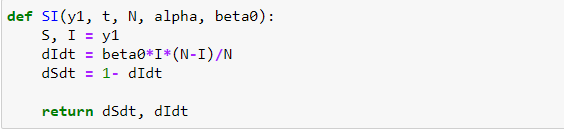 def SI(y1, t, N, alpha, beta0):
    S, I = y1
    dIdt = beta0*I*(N-I)/N
    dSdt = 1- dIdt
    return dSdt, dIdt